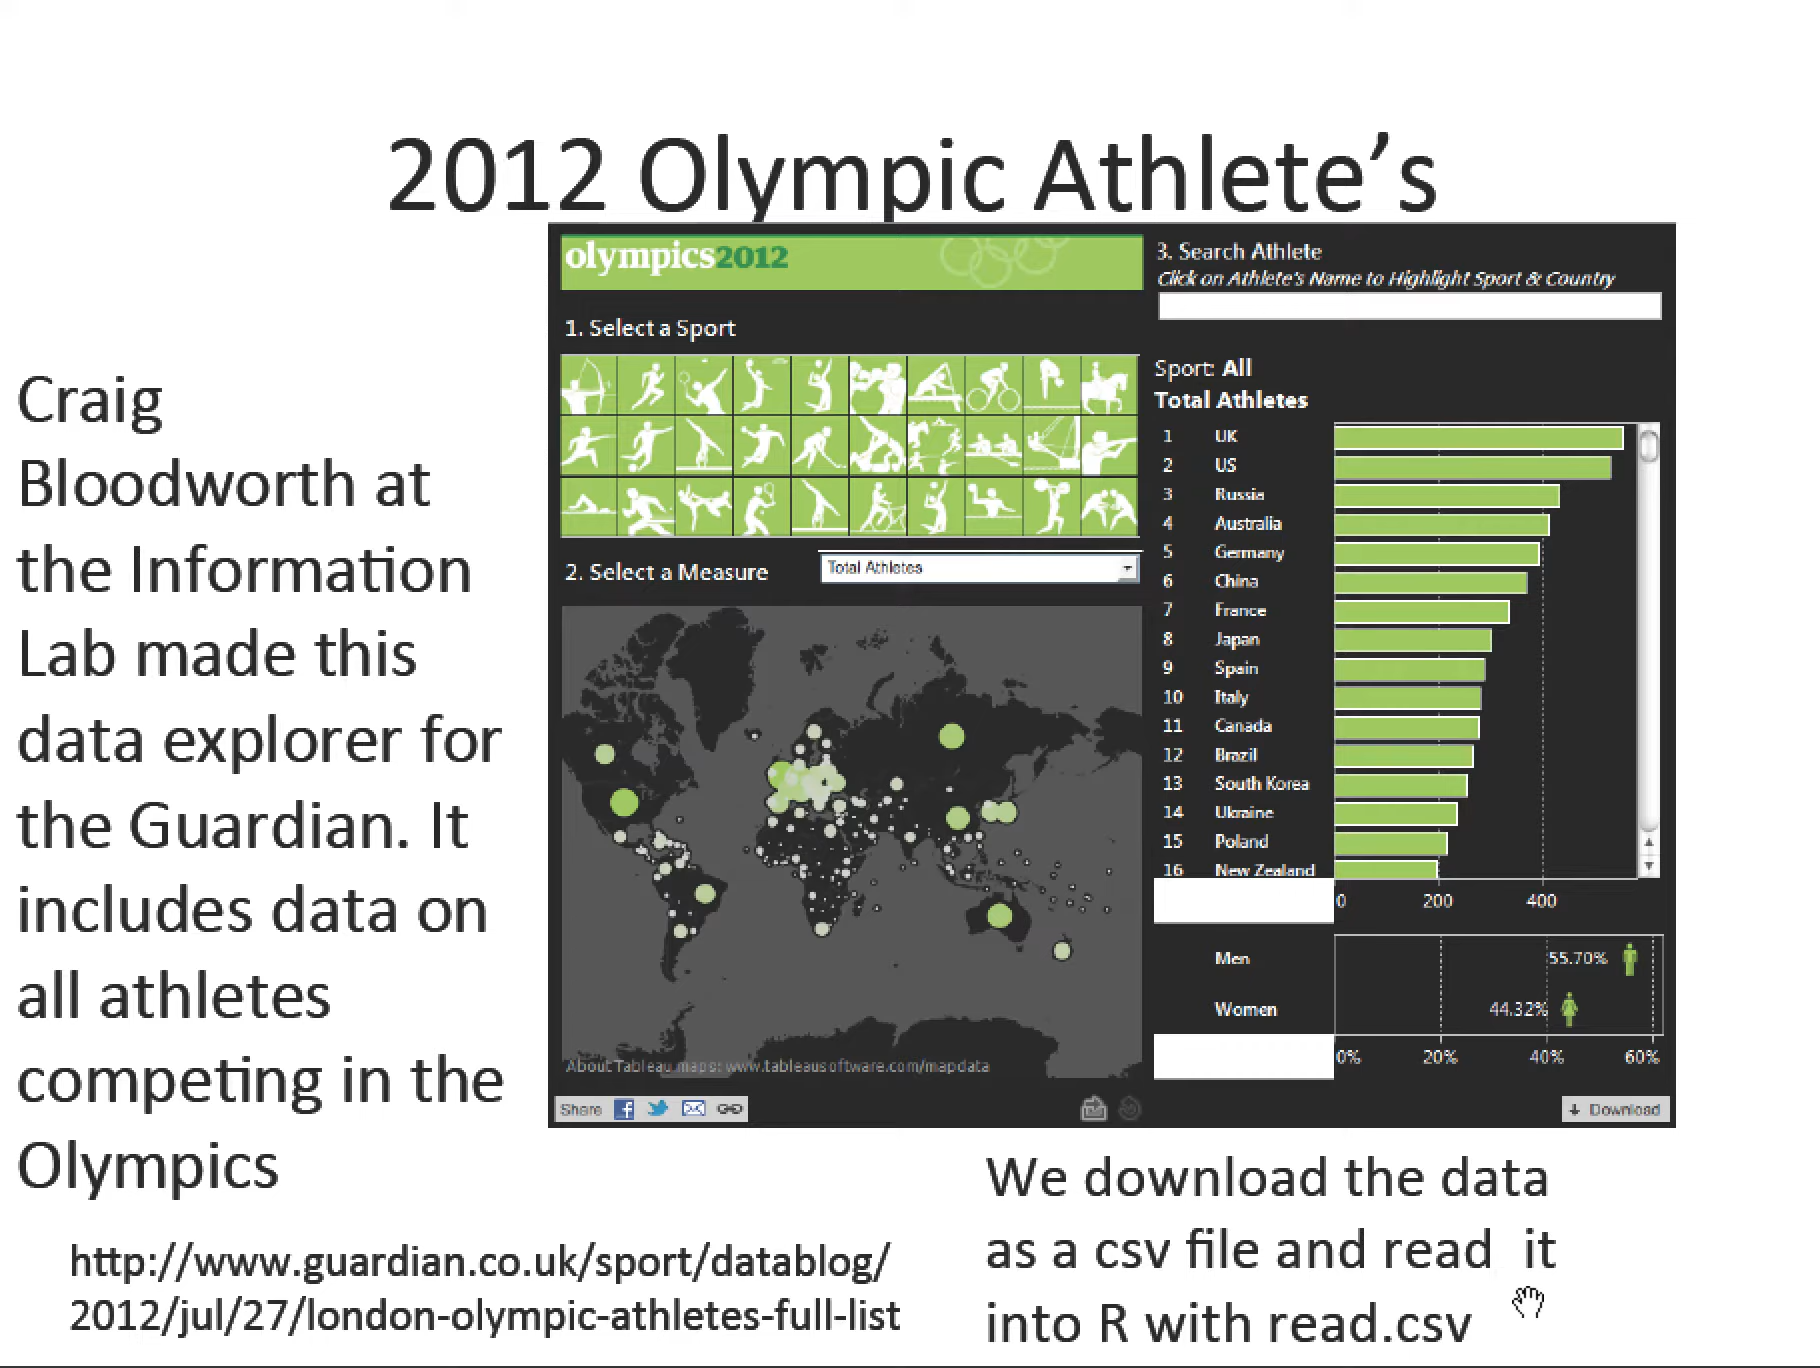 2012 Olympic Athlete’s
Craig
Bloodworth at
the Information
Lab made this
data explorer for
the Guardian. It
includes data on
all athletes
competing in the
Olympics
olympics2012
1. Select a Sport
2. Select a Measure
Total Athletes
About Tableau maps: www.tableausoftware.com/mapdata
Share
3. Search Athlete
Click on Athlete's Name to Highlight Sport & Country
Sport: All
Total Athletes
1 UK
2 US
3 Russia
4 Australia
5 Germany
6 China
7 France
8 Japan
9 Spain
10 Italy
11 Canada
12 Brazil
13 South Korea
14 Ukraine
15 Poland
16 New Zealand
0 200 400
Men 55.70%
Women 44.32%
0% 20% 40% 60%
Download
http://www.guardian.co.uk/sport/datablog/
2012/jul/27/london-olympic-athletes-full-list
We download the data
as a csv file and read it
into R with read.csv